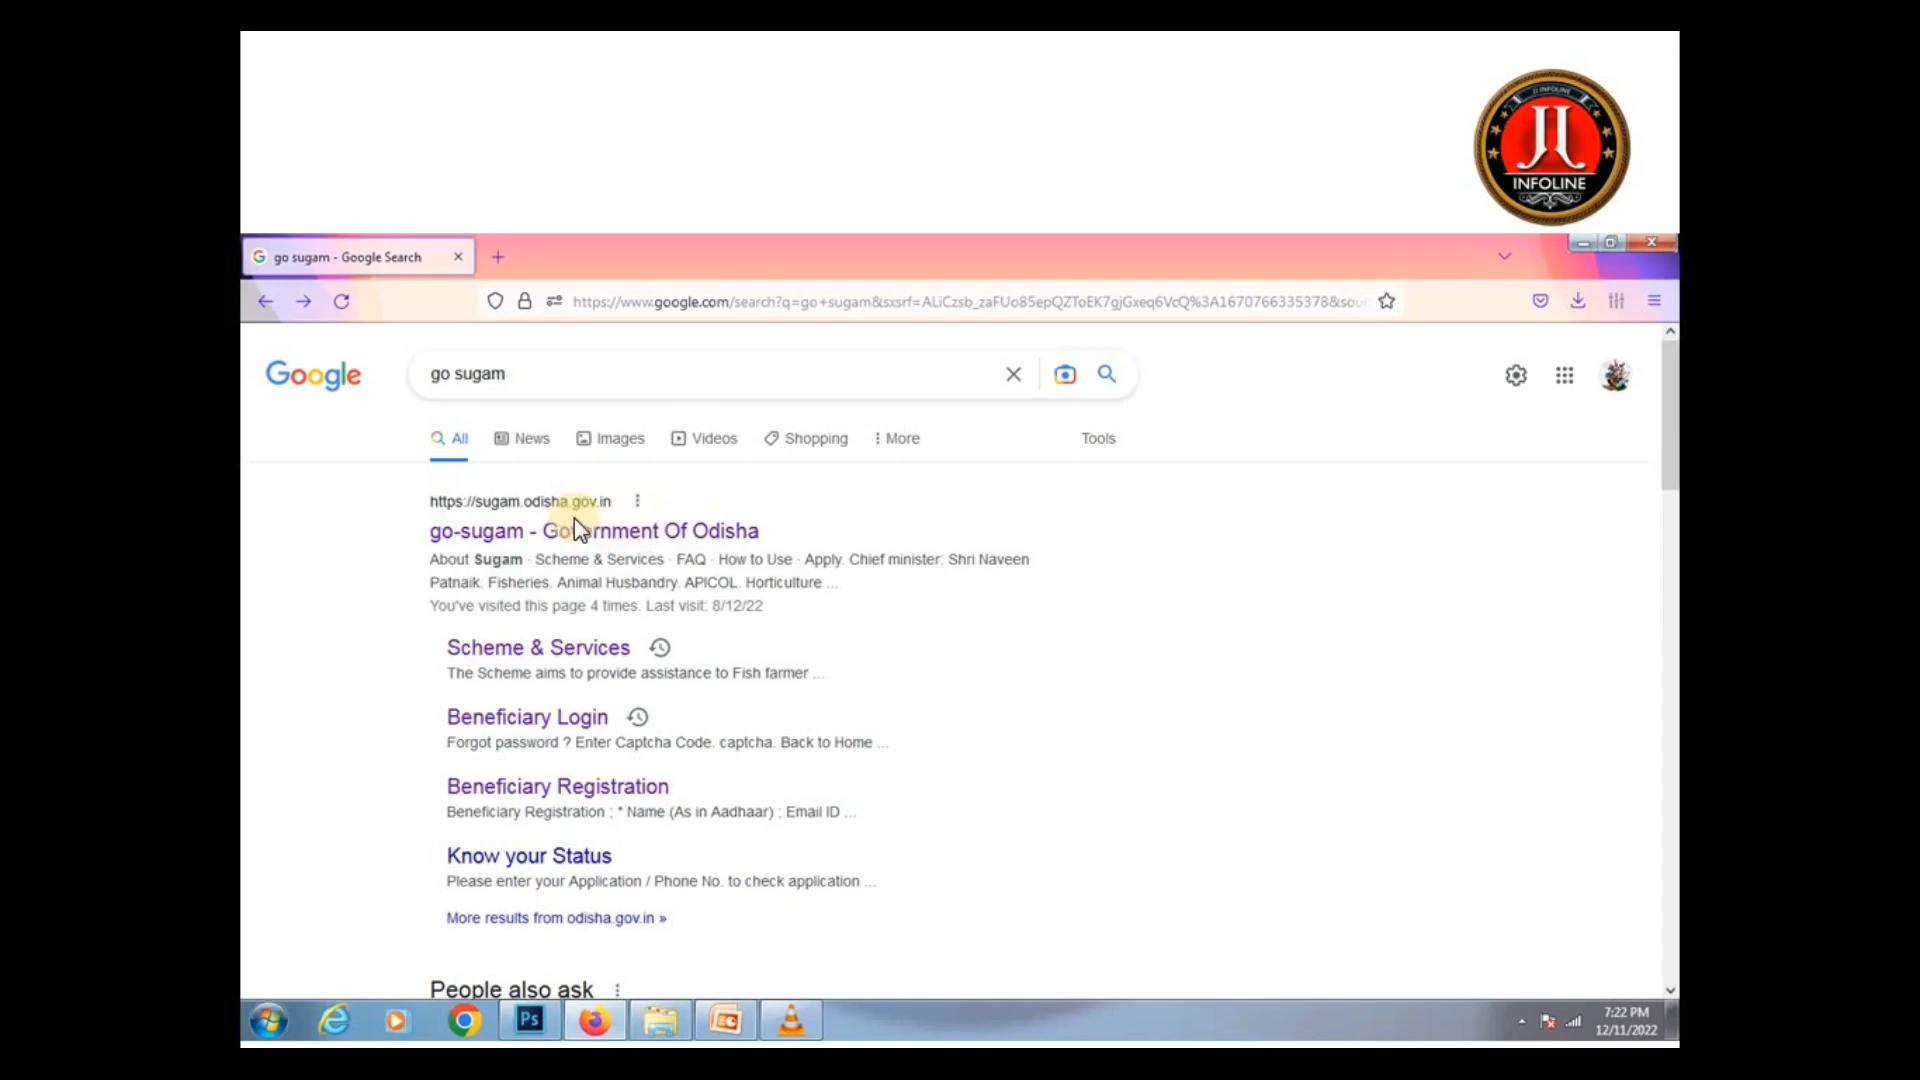 JJ INFOLINE
JJ
INFOLINE
go sugam - Google Search
https://www.google.com/search?q=go+sugam&sxsrf=ALiCzsb_zaFUo85epQZToEK7gjGxeq6VcQ%3A1670766335378&sou
Google
go sugam
All News Images Videos Shopping More Tools
https://sugam.odisha.gov.in
go-sugam - Government Of Odisha
About Sugam · Scheme & Services · FAQ · How to Use · Apply. Chief minister: Shri Naveen
Patnaik. Fisheries. Animal Husbandry. APICOL. Horticulture ...
You've visited this page 4 times. Last visit: 8/12/22
Scheme & Services
The Scheme aims to provide assistance to Fish farmer ...
Beneficiary Login
Forgot password ? Enter Captcha Code. captcha. Back to Home ...
Beneficiary Registration
Beneficiary Registration ; * Name (As in Aadhaar) ; Email ID ...
Know your Status
Please enter your Application / Phone No. to check application ...
More results from odisha.gov.in »
People also ask
Ps
7:22 PM
12/11/2022